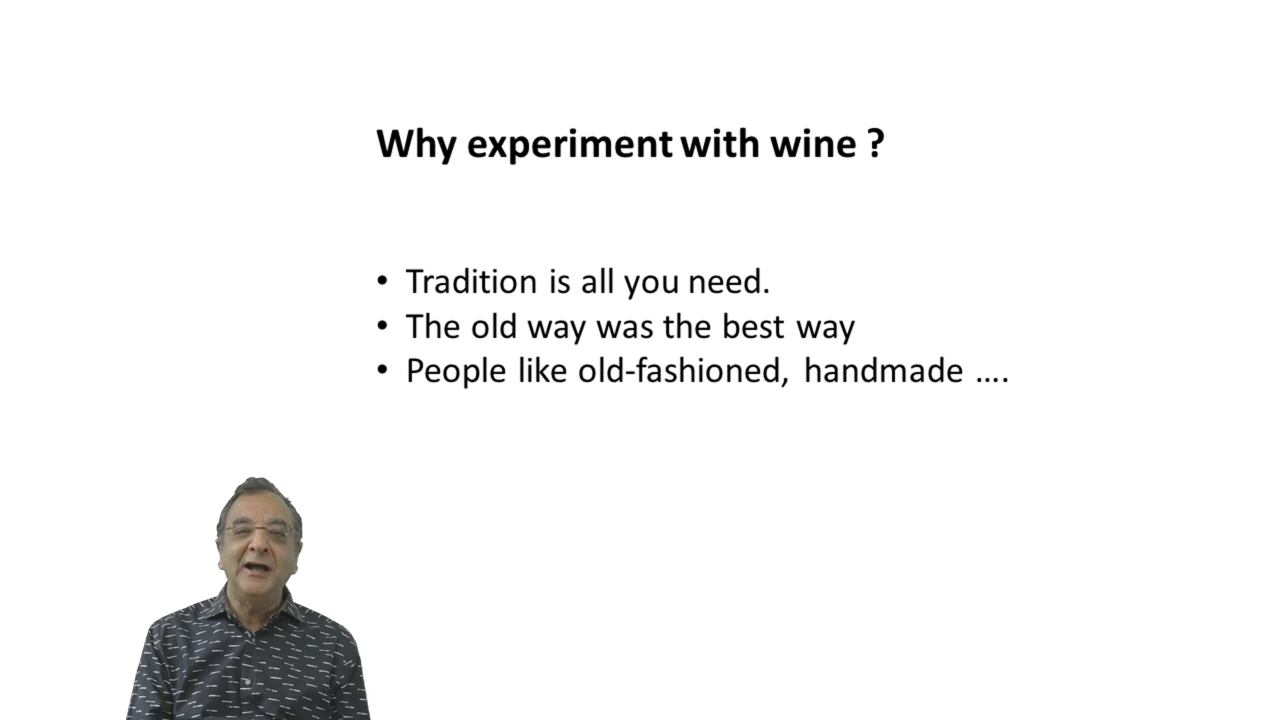 Why experiment with wine ?
• Tradition is all you need.
• The old way was the best way
• People like old-fashioned, handmade ....